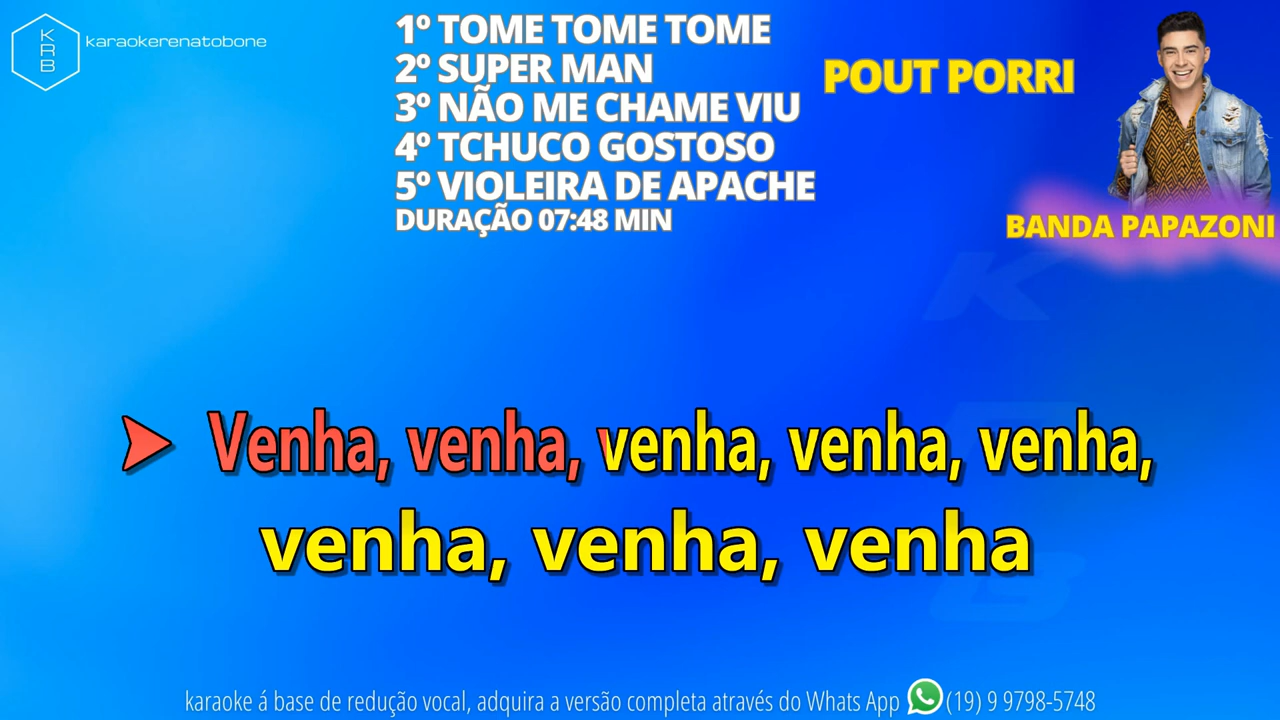 K
R
B
karaokerenatobone
1º TOME TOME TOME
2º SUPER MAN
3º NÃO ME CHAME VIU
4º TCHUCO GOSTOSO
5º VIOLEIRA DE APACHE
DURAÇÃO 07:48 MIN
POUT PORRI
BANDA PAPAZONI
K
B
Venha, venha, venha, venha, venha,
venha, venha, venha
karaoke á base de redução vocal, adquira a versão completa através do Whats App (19) 9 9798-5748